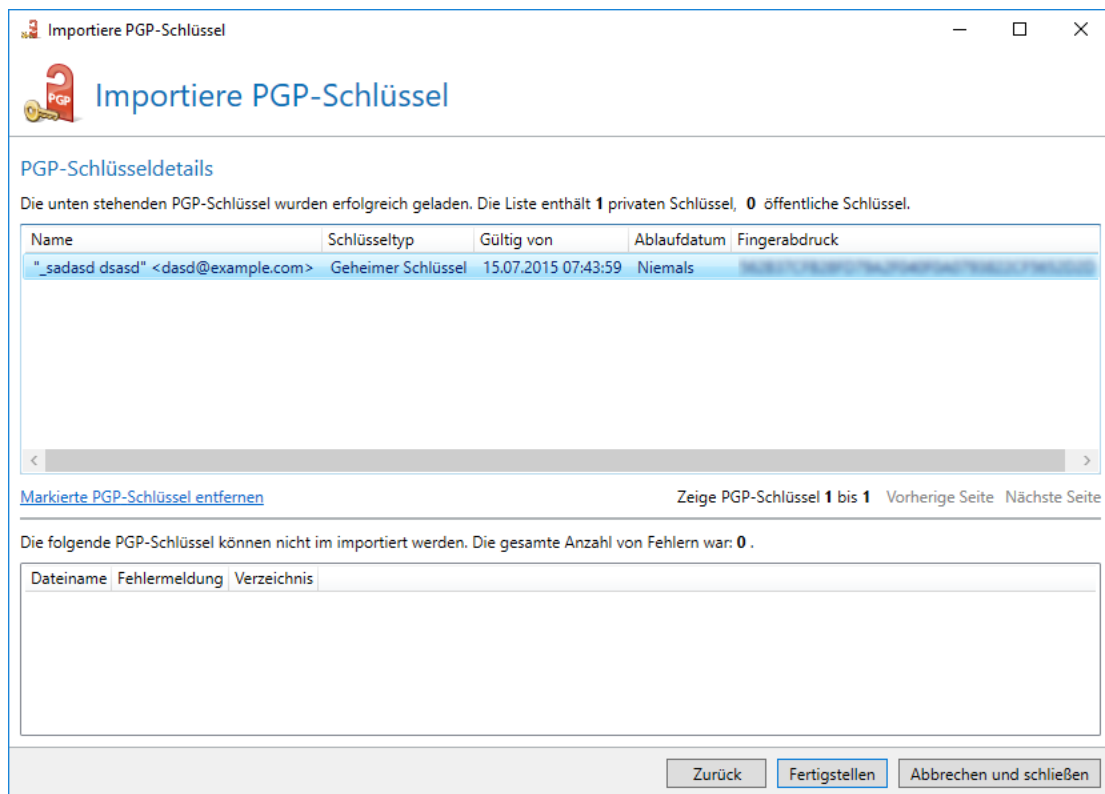 Importiere PGP-Schlüssel
PGP
Importiere PGP-Schlüssel
PGP-Schlüsseldetails
Die unten stehenden PGP-Schlüssel wurden erfolgreich geladen. Die Liste enthält 1 privaten Schlüssel, 0 öffentliche Schlüssel.
Name Schlüsseltyp Gültig von Ablaufdatum Fingerabdruck
"_sadasd dsasd" <dasd@example.com> Geheimer Schlüssel 15.07.2015 07:43:59 Niemals
Markierte PGP-Schlüssel entfernen Zeige PGP-Schlüssel 1 bis 1 Vorherige Seite Nächste Seite
Die folgende PGP-Schlüssel können nicht im importiert werden. Die gesamte Anzahl von Fehlern war: 0 .
Dateiname Fehlermeldung Verzeichnis
Zurück Fertigstellen Abbrechen und schließen